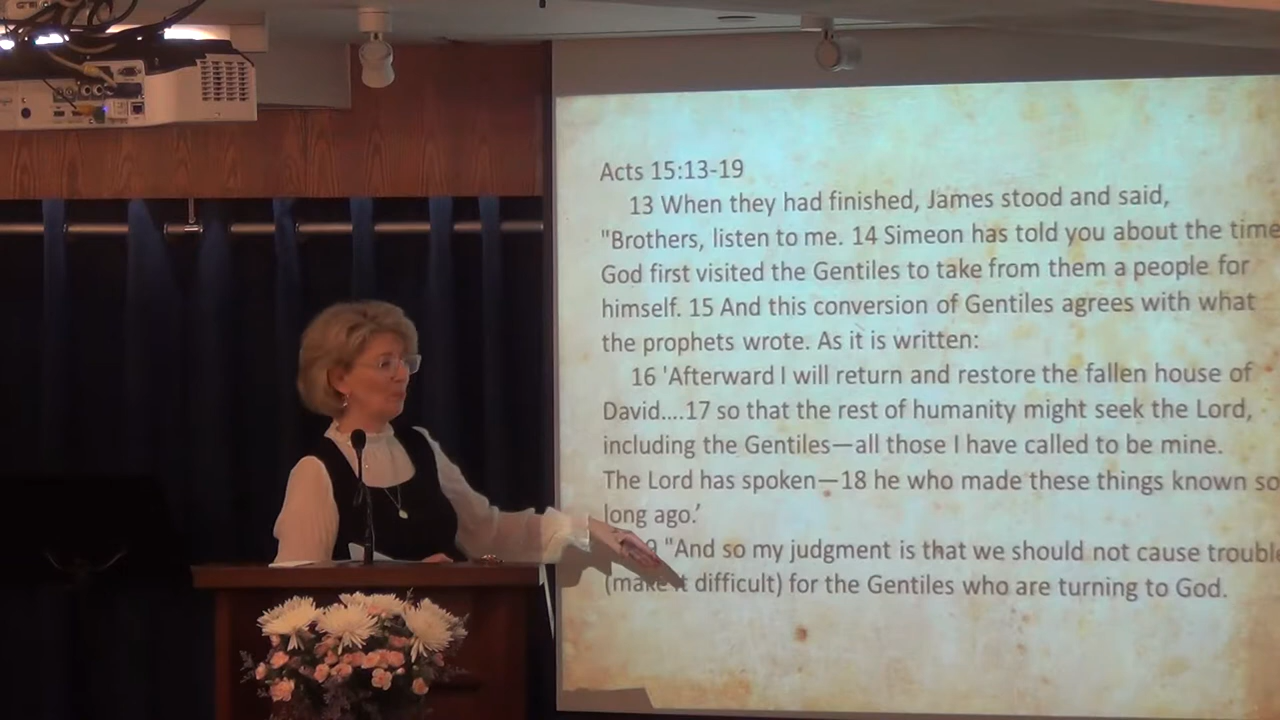 Acts 15:13-19
13 When they had finished, James stood and said,
"Brothers, listen to me. 14 Simeon has told you about the time
God first visited the Gentiles to take from them a people for
himself. 15 And this conversion of Gentiles agrees with what
the prophets wrote. As it is written:
16 'Afterward I will return and restore the fallen house of
David....17 so that the rest of humanity might seek the Lord,
including the Gentiles—all those I have called to be mine.
The Lord has spoken—18 he who made these things known so
long ago.'
"And so my judgment is that we should not cause
(make it difficult) for the Gentiles who are turning to God.